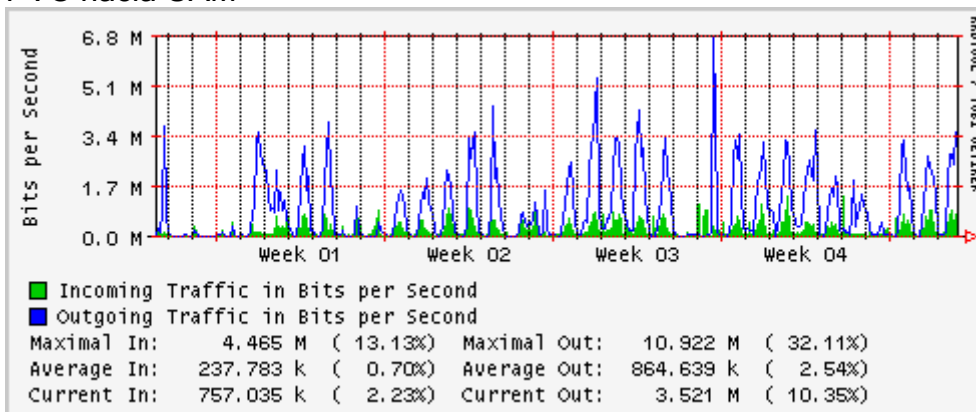 6.8 M
5.1 M
3.4 M
1.7 M
0.0 M
Bits per Second
Week 01 Week 02 Week 03 Week 04
Incoming Traffic in Bits per Second
Outgoing Traffic in Bits per Second
Maximal In: 4.465 M ( 13.13%) Maximal Out: 10.922 M ( 32.11%)
Average In: 237.783 k ( 0.70%) Average Out: 864.639 k ( 2.54%)
Current In: 757.035 k ( 2.23%) Current Out: 3.521 M ( 10.35%)